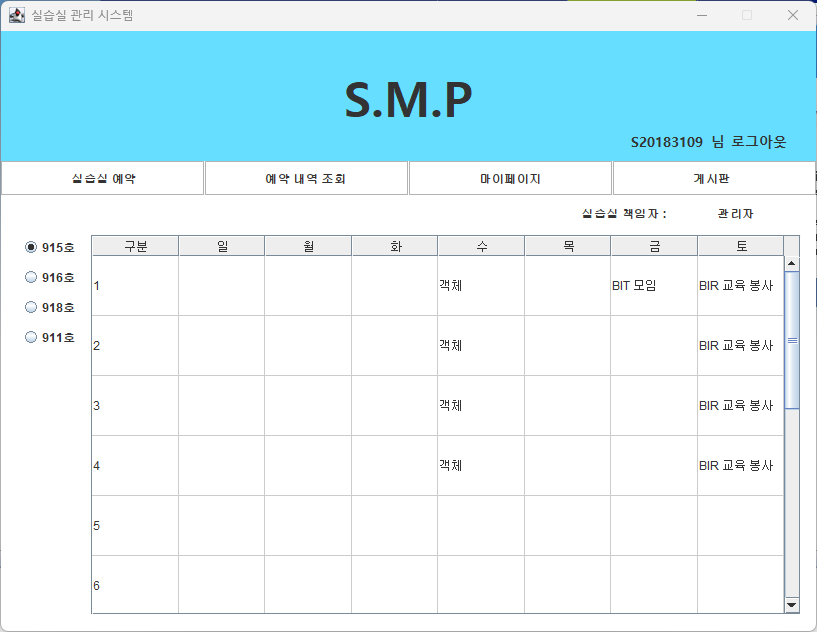 실습실 관리 시스템
S.M.P
S20183109 님 로그아웃
실습실 예약 예약 내역 조회 마이페이지 게시판
실습실 책임자 : 관리자
915호
916호
918호
911호
구분 일 월 화 수 목 금 토
1 객체 BIT 모임 BIR 교육 봉사
2 객체 BIR 교육 봉사
3 객체 BIR 교육 봉사
4 객체 BIR 교육 봉사
5
6